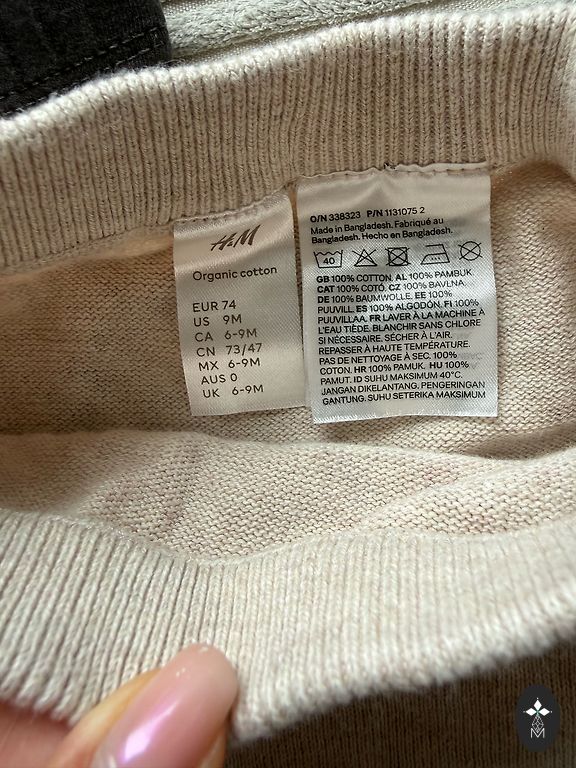 H&M
Organic cotton
EUR 74
US 9M
CA 6-9M
CN 73/47
MX 6-9M
AUS 0
UK 6-9M
O/N 338323 P/N 1131075 2
Made in Bangladesh. Fabriqué au
Bangladesh. Hecho en Bangladesh.
40
GB 100% COTTON. AL 100% PAMBUK.
CAT 100% COTÓ. CZ 100% BAVLNA.
DE 100% BAUMWOLLE. EE 100%
PUUVILL. ES 100% ALGODÓN. FI 100%
PUUVILLAA. FR LAVER À LA MACHINE À
L'EAU TIÈDE. BLANCHIR SANS CHLORE
SI NÉCESSAIRE. SÉCHER À L'AIR.
REPASSER À HAUTE TEMPÉRATURE.
PAS DE NETTOYAGE À SEC. 100%
COTON. HR 100% PAMUK. HU 100%
PAMUT. ID SUHU MAKSIMUM 40°C.
JANGAN DIKELANTANG. PENGERINGAN
GANTUNG. SUHU SETERIKA MAKSIMUM
M